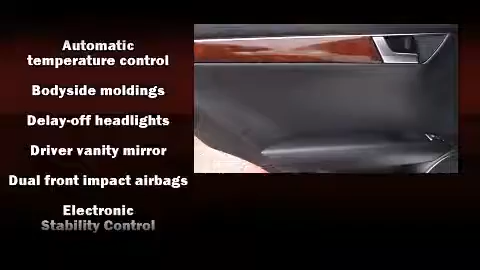 Automatic
temperature control
Bodyside moldings
Delay-off headlights
Driver vanity mirror
Dual front impact airbags
Electronic
Stability Control